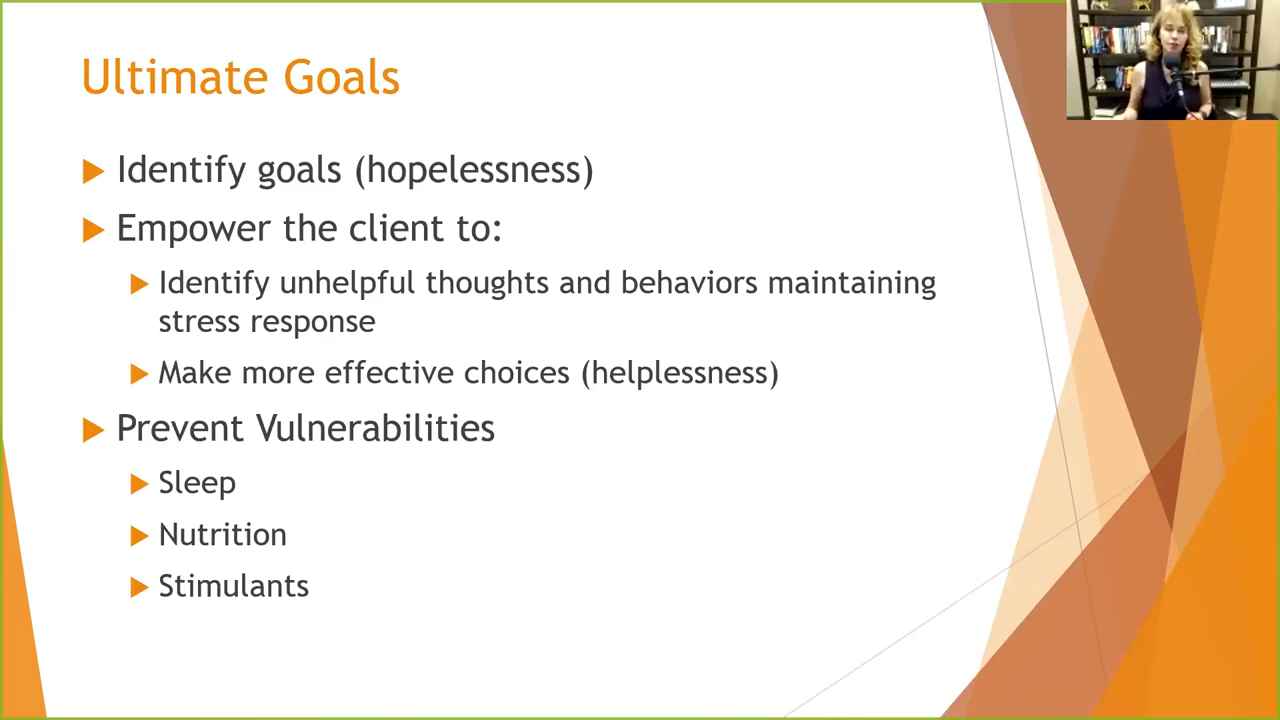 Ultimate Goals
Identify goals (hopelessness)
Empower the client to:
Identify unhelpful thoughts and behaviors maintaining
stress response
Make more effective choices (helplessness)
Prevent Vulnerabilities
Sleep
Nutrition
Stimulants